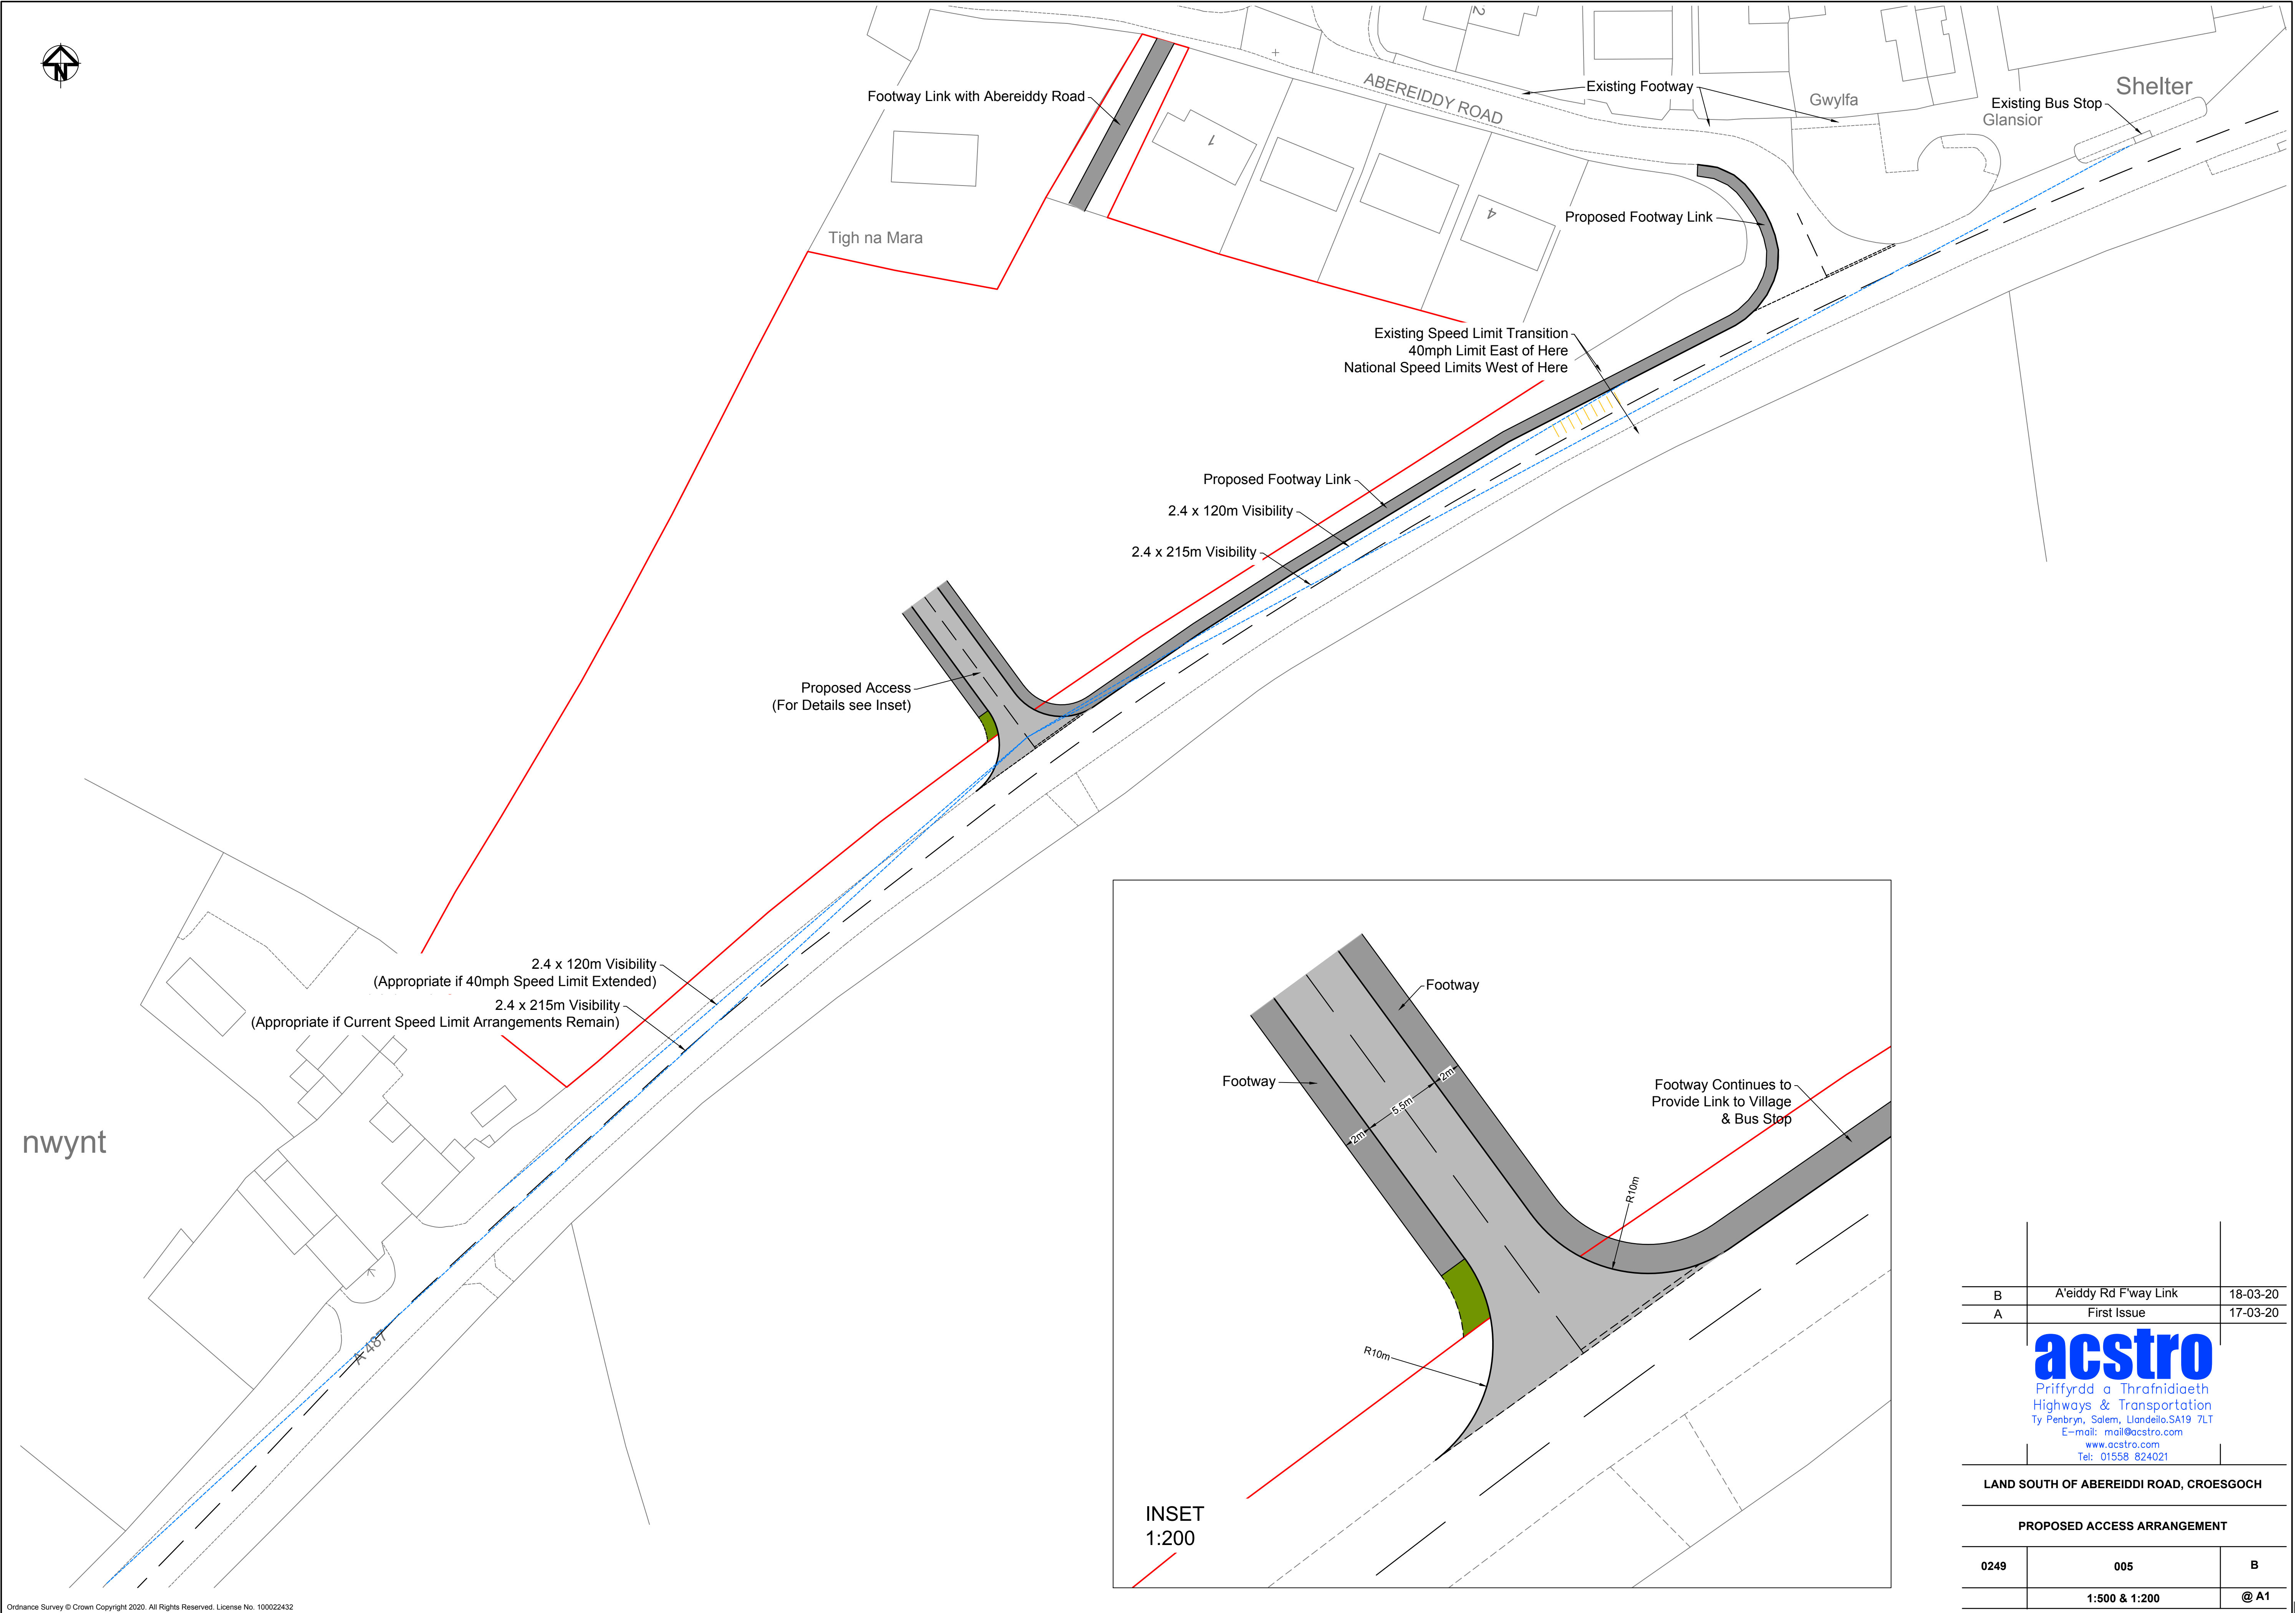 N
Footway Link with Abereiddy Road
ABEREIDDY ROAD
Existing Footway
Gwylfa
Existing Bus Stop
Shelter
Glansior
2
1
4
Tigh na Mara
Proposed Footway Link
Existing Speed Limit Transition
40mph Limit East of Here
National Speed Limits West of Here
Proposed Footway Link
2.4 x 120m Visibility
2.4 x 215m Visibility
Proposed Access
(For Details see Inset)
2.4 x 120m Visibility
(Appropriate if 40mph Speed Limit Extended)
2.4 x 215m Visibility
(Appropriate if Current Speed Limit Arrangements Remain)
nwynt
A 487
Footway
Footway
2m
5.5m
2m
Footway Continues to
Provide Link to Village
& Bus Stop
R10m
R10m
INSET
1:200
B A'eiddy Rd F'way Link 18-03-20
A First Issue 17-03-20
acstro
Priffyrdd a Thrafnidiaeth
Highways & Transportation
Ty Penbryn, Salem, Llandeilo.SA19 7LT
E-mail: mail@acstro.com
www.acstro.com
Tel: 01558 824021
LAND SOUTH OF ABEREIDDI ROAD, CROESGOCH
PROPOSED ACCESS ARRANGEMENT
0249 005 B
1:500 & 1:200 @ A1
Ordnance Survey © Crown Copyright 2020. All Rights Reserved. License No. 100022432